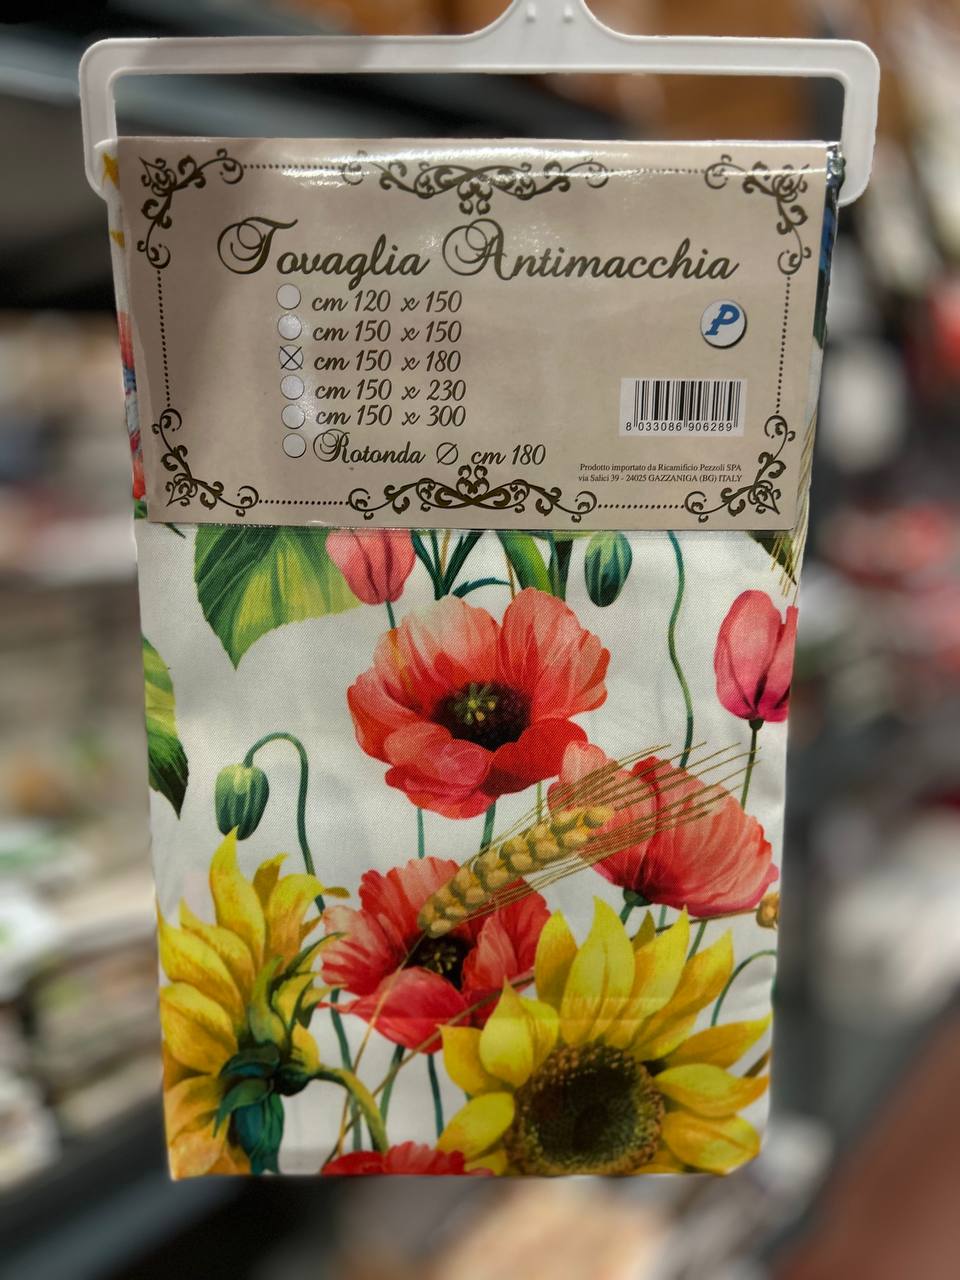 Tovaglia Antimacchia
cm 120 x 150
cm 150 x 150
cm 150 x 180
cm 150 x 230
cm 150 x 300
Rotonda Ø cm 180
P
8 033086 906289
Prodotto importato da Ricamificio Pezzoli SPA
via Salici 39 - 24025 GAZZANIGA (BG) ITALY